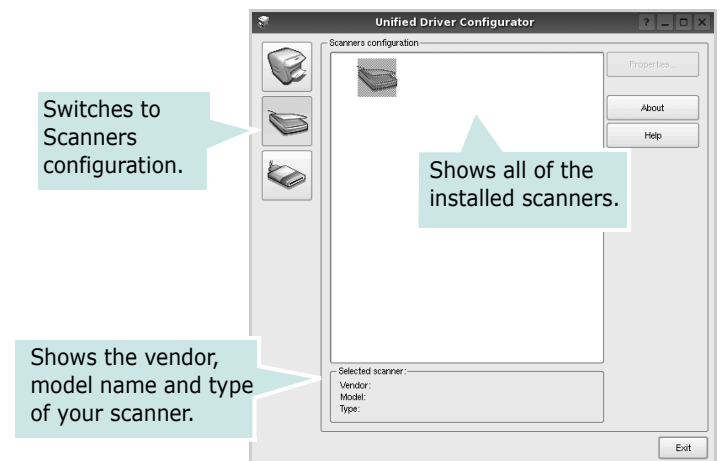 Unified Driver Configurator
Scanners configuration
Properties...
About
Help
Switches to
Scanners
configuration.
Shows all of the
installed scanners.
Shows the vendor,
model name and type
of your scanner.
Selected scanner:
Vendor:
Model:
Type:
Exit